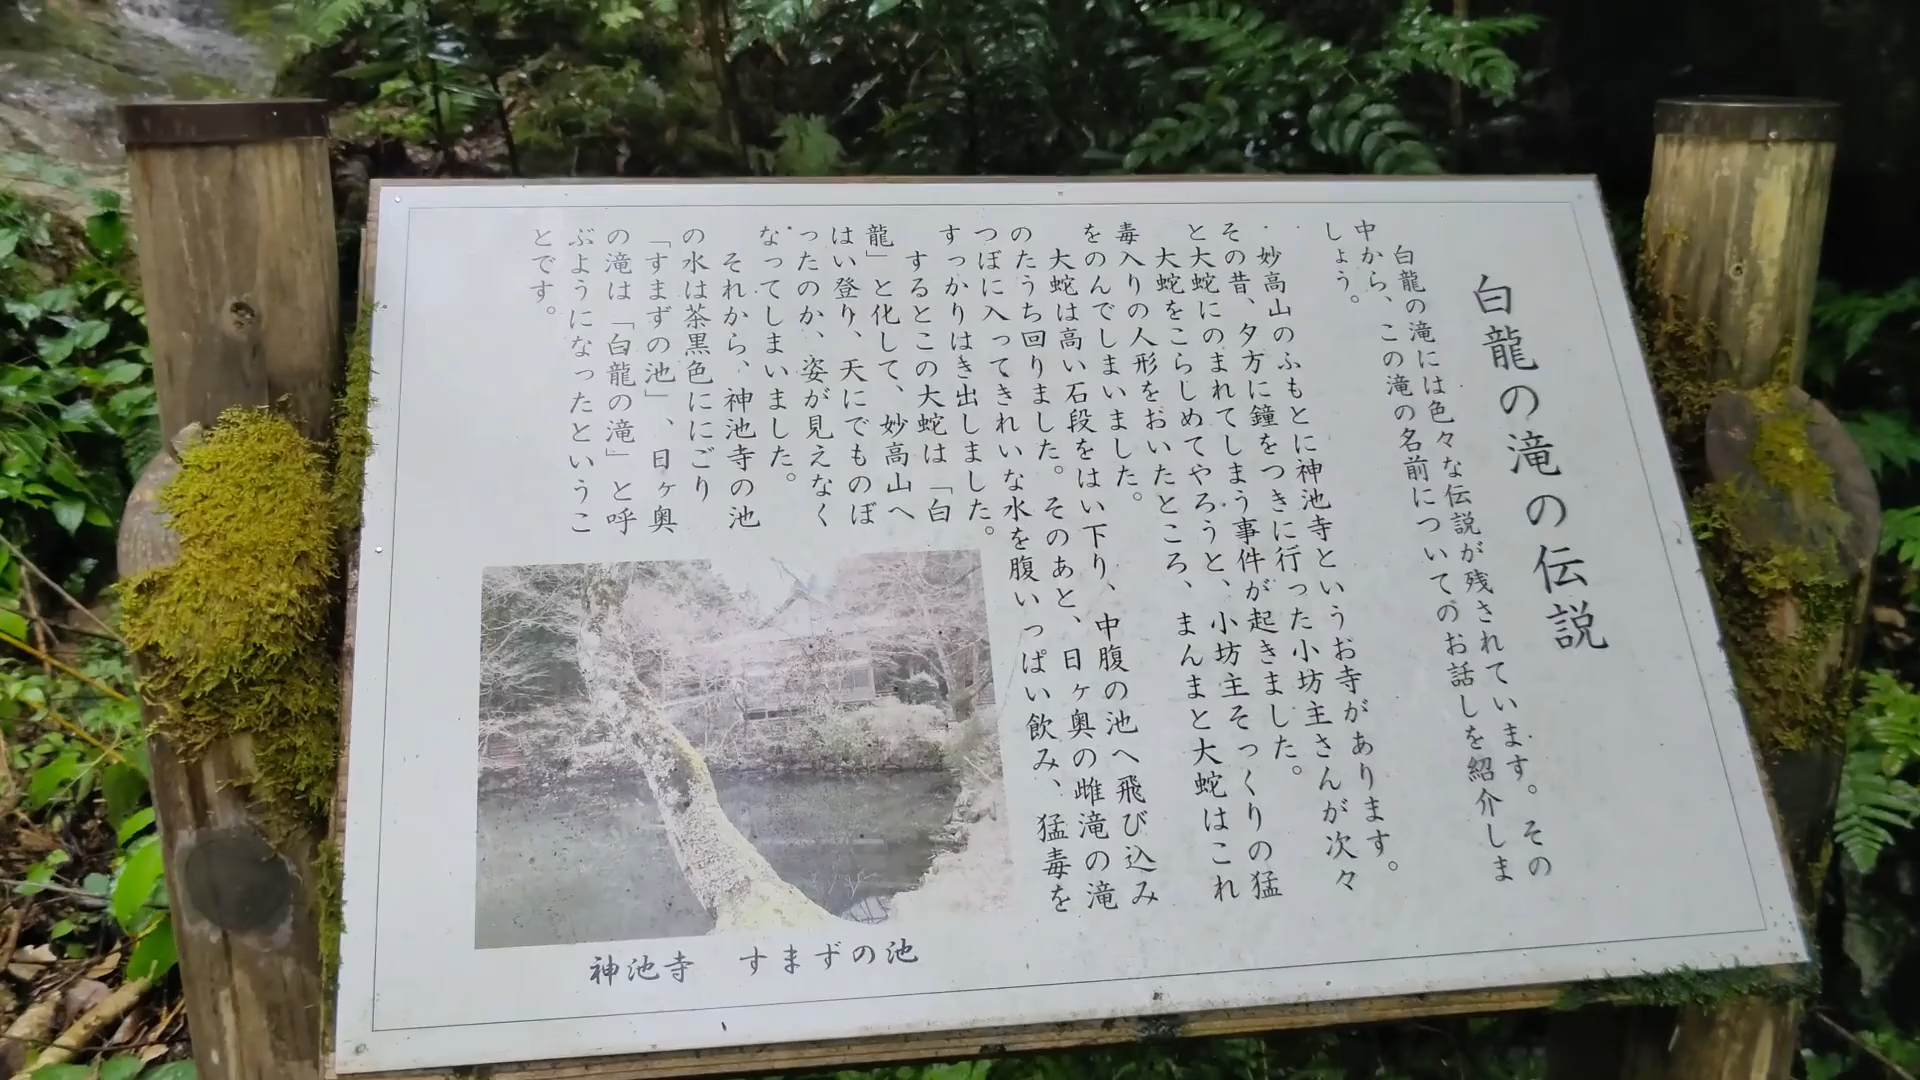 白龍の滝の伝説
白龍の滝には色々な伝説が残されています。その
中から、この滝の名前についてのお話しを紹介しま
しょう。
妙高山のふもとに神池寺というお寺があります。
その昔、夕方に鐘をつきに行った小坊主さんが次々
と大蛇にのまれてしまう事件が起きました。
大蛇をこらしめてやろうと、小坊主そっくりの猛
毒入りの人形をおいたところ、まんまと大蛇はこれ
をのんでしまいました。
大蛇は高い石段をはい下り、中腹の池へ飛び込み
のたうち回りました。そのあと、日ヶ奥の雌滝の滝
つぼに入ってきれいな水を腹いっぱい飲み、猛毒を
すっかりはき出しました。
するとこの大蛇は「白
龍」と化して、妙高山へ
はい登り、天にでものぼ
ったのか、姿が見えなく
なってしまいました。
それから、神池寺の池
の水は茶黒色ににごり
「すまずの池」、日ヶ奥
の滝は「白龍の滝」と呼
ぶようになったというこ
とです。
神池寺　すまずの池